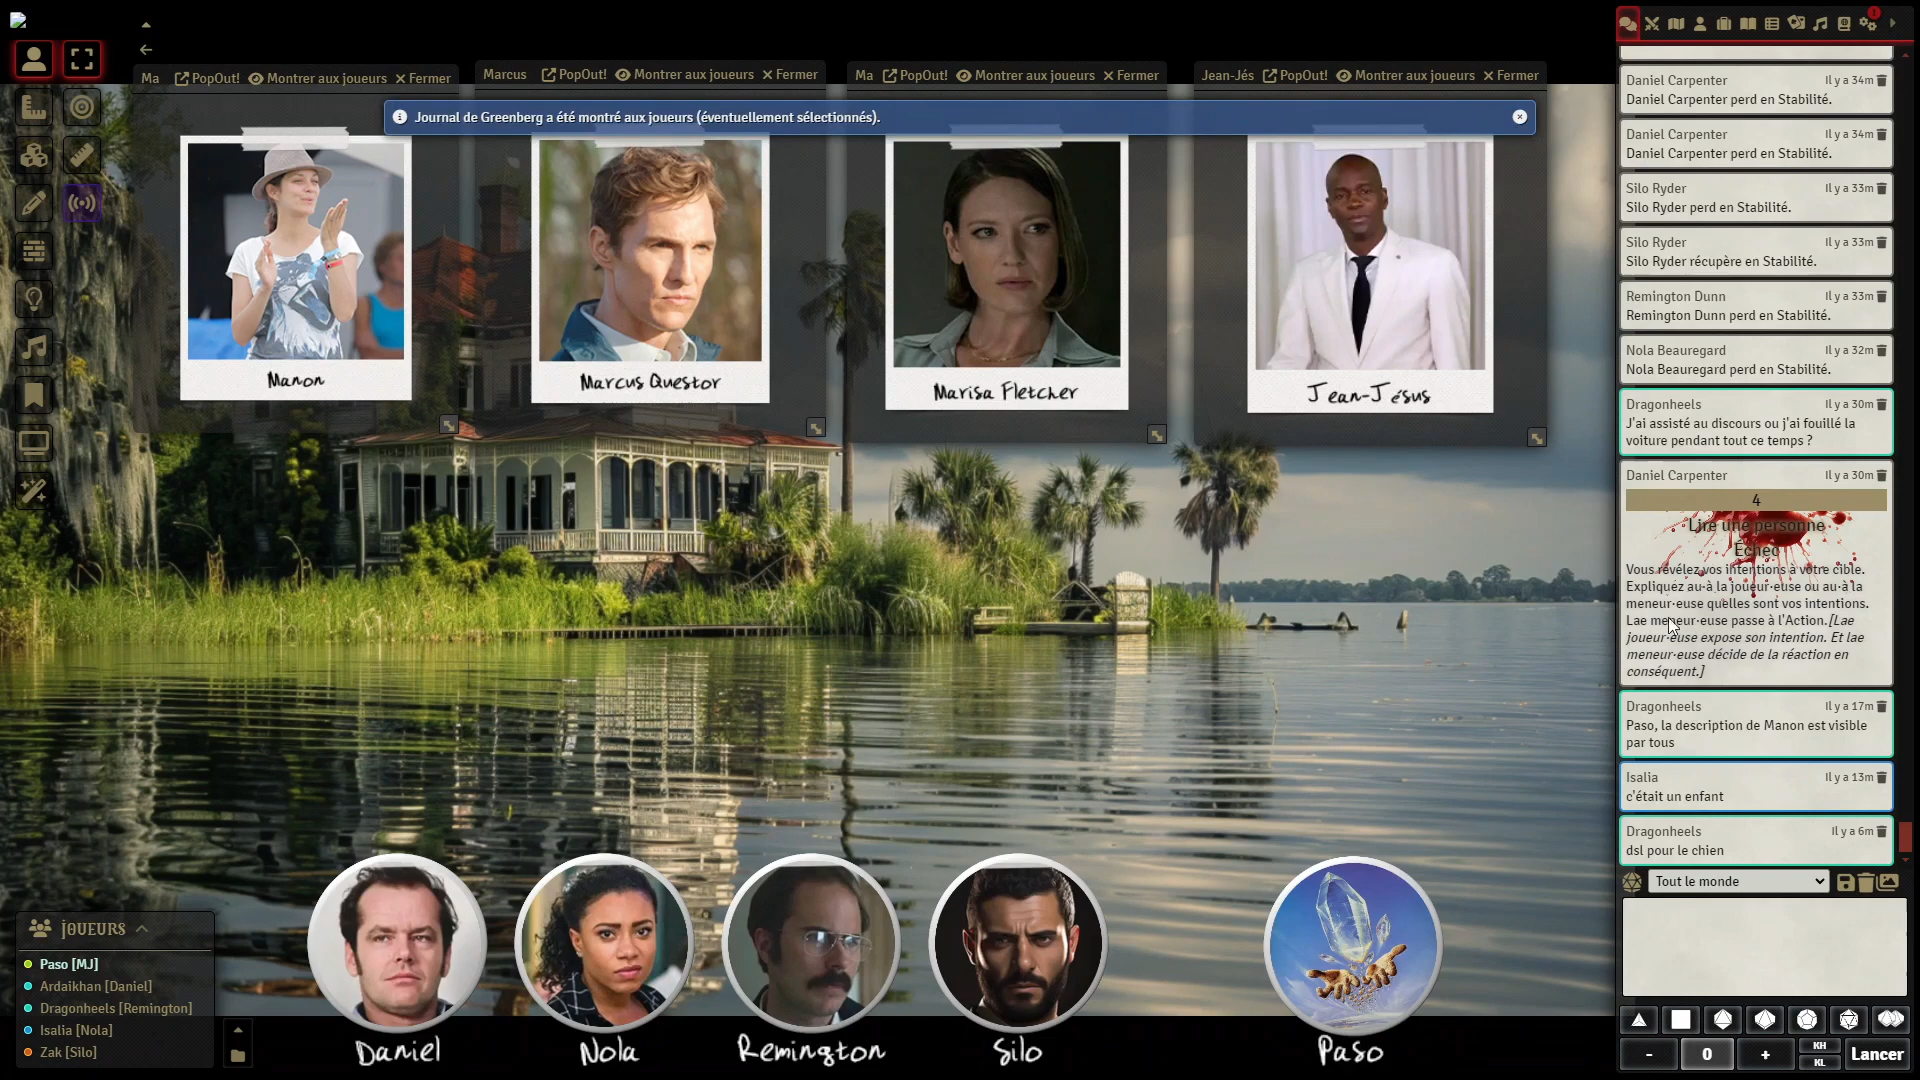 Ma PopOut! Montrer aux joueurs Fermer
Marcus PopOut! Montrer aux joueurs Fermer
Ma PopOut! Montrer aux joueurs Fermer
Jean-Jés PopOut! Montrer aux joueurs Fermer
Journal de Greenberg a été montré aux joueurs (éventuellement sélectionnés).
Manon
Marcus Questor
Marisa Fletcher
Jean-Jésus
JOUEURS
Paso [MJ]
Ardaikhan [Daniel]
Dragonheels [Remington]
Isalia [Nola]
Zak [Silo]
Daniel
Nola
Remington
Silo
Paso
Daniel Carpenter Il y a 34m
Daniel Carpenter perd en Stabilité.
Daniel Carpenter Il y a 34m
Daniel Carpenter perd en Stabilité.
Silo Ryder Il y a 33m
Silo Ryder perd en Stabilité.
Silo Ryder Il y a 33m
Silo Ryder récupère en Stabilité.
Remington Dunn Il y a 33m
Remington Dunn perd en Stabilité.
Nola Beauregard Il y a 32m
Nola Beauregard perd en Stabilité.
Dragonheels Il y a 30m
J'ai assisté au discours ou j'ai fouillé la
voiture pendant tout ce temps ?
Daniel Carpenter Il y a 30m
4
Lire une personne
Échec
Vous révélez vos intentions à votre cible.
Expliquez au·à la joueur·euse ou au·à la
meneur·euse quelles sont vos intentions.
Lae meneur·euse passe à l'Action.[Lae
joueur·euse expose son intention. Et lae
meneur·euse décide de la réaction en
conséquent.]
Dragonheels Il y a 17m
Paso, la description de Manon est visible
par tous
Isalia Il y a 13m
c'était un enfant
Dragonheels Il y a 6m
dsl pour le chien
Tout le monde
KH
- 0 + Lancer
KL